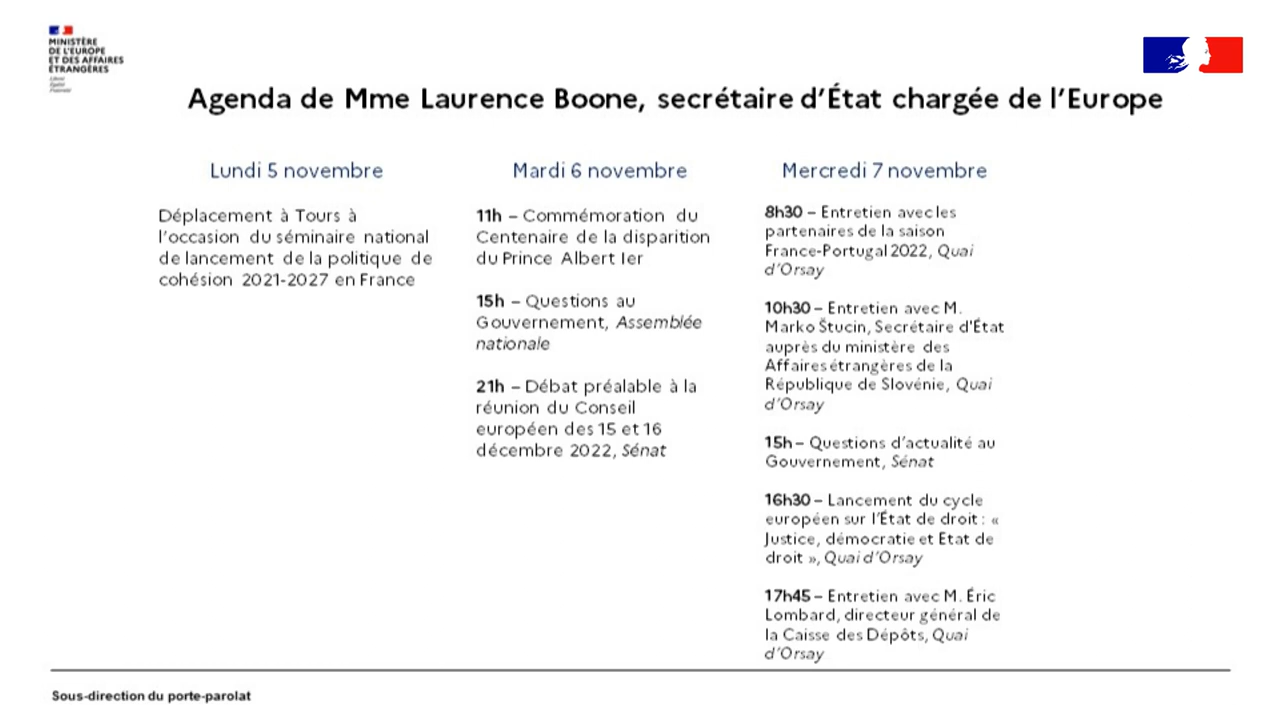 MINISTÈRE
DE L'EUROPE
ET DES AFFAIRES
ÉTRANGÈRES
Liberté
Égalité
Fraternité
Agenda de Mme Laurence Boone, secrétaire d’État chargée de l’Europe
Lundi 5 novembre
Déplacement à Tours à
l’occasion du séminaire national
de lancement de la politique de
cohésion 2021-2027 en France
Mardi 6 novembre
11h – Commémoration du
Centenaire de la disparition
du Prince Albert Ier
15h – Questions au
Gouvernement, Assemblée
nationale
21h – Débat préalable à la
réunion du Conseil
européen des 15 et 16
décembre 2022, Sénat
Mercredi 7 novembre
8h30 – Entretien avec les
partenaires de la saison
France-Portugal 2022, Quai
d’Orsay
10h30 – Entretien avec M.
Marko Štucin, Secrétaire d'État
auprès du ministère des
Affaires étrangères de la
République de Slovénie, Quai
d’Orsay
15h – Questions d’actualité au
Gouvernement, Sénat
16h30 – Lancement du cycle
européen sur l’État de droit : «
Justice, démocratie et Etat de
droit », Quai d’Orsay
17h45 – Entretien avec M. Éric
Lombard, directeur général de
la Caisse des Dépôts, Quai
d’Orsay
Sous-direction du porte-parolat